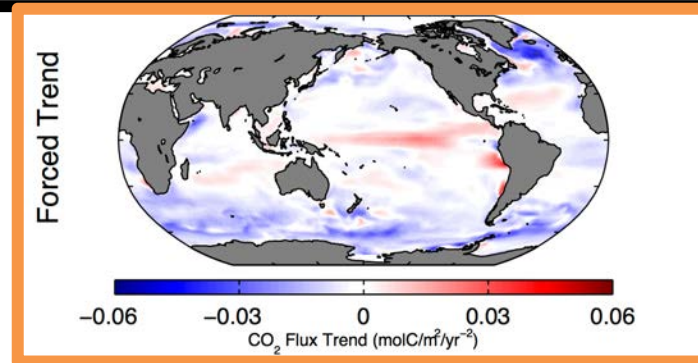 Forced Trend
−0.06 −0.03 0 0.03 0.06
CO₂ Flux Trend (molC/m²/yr⁻²)